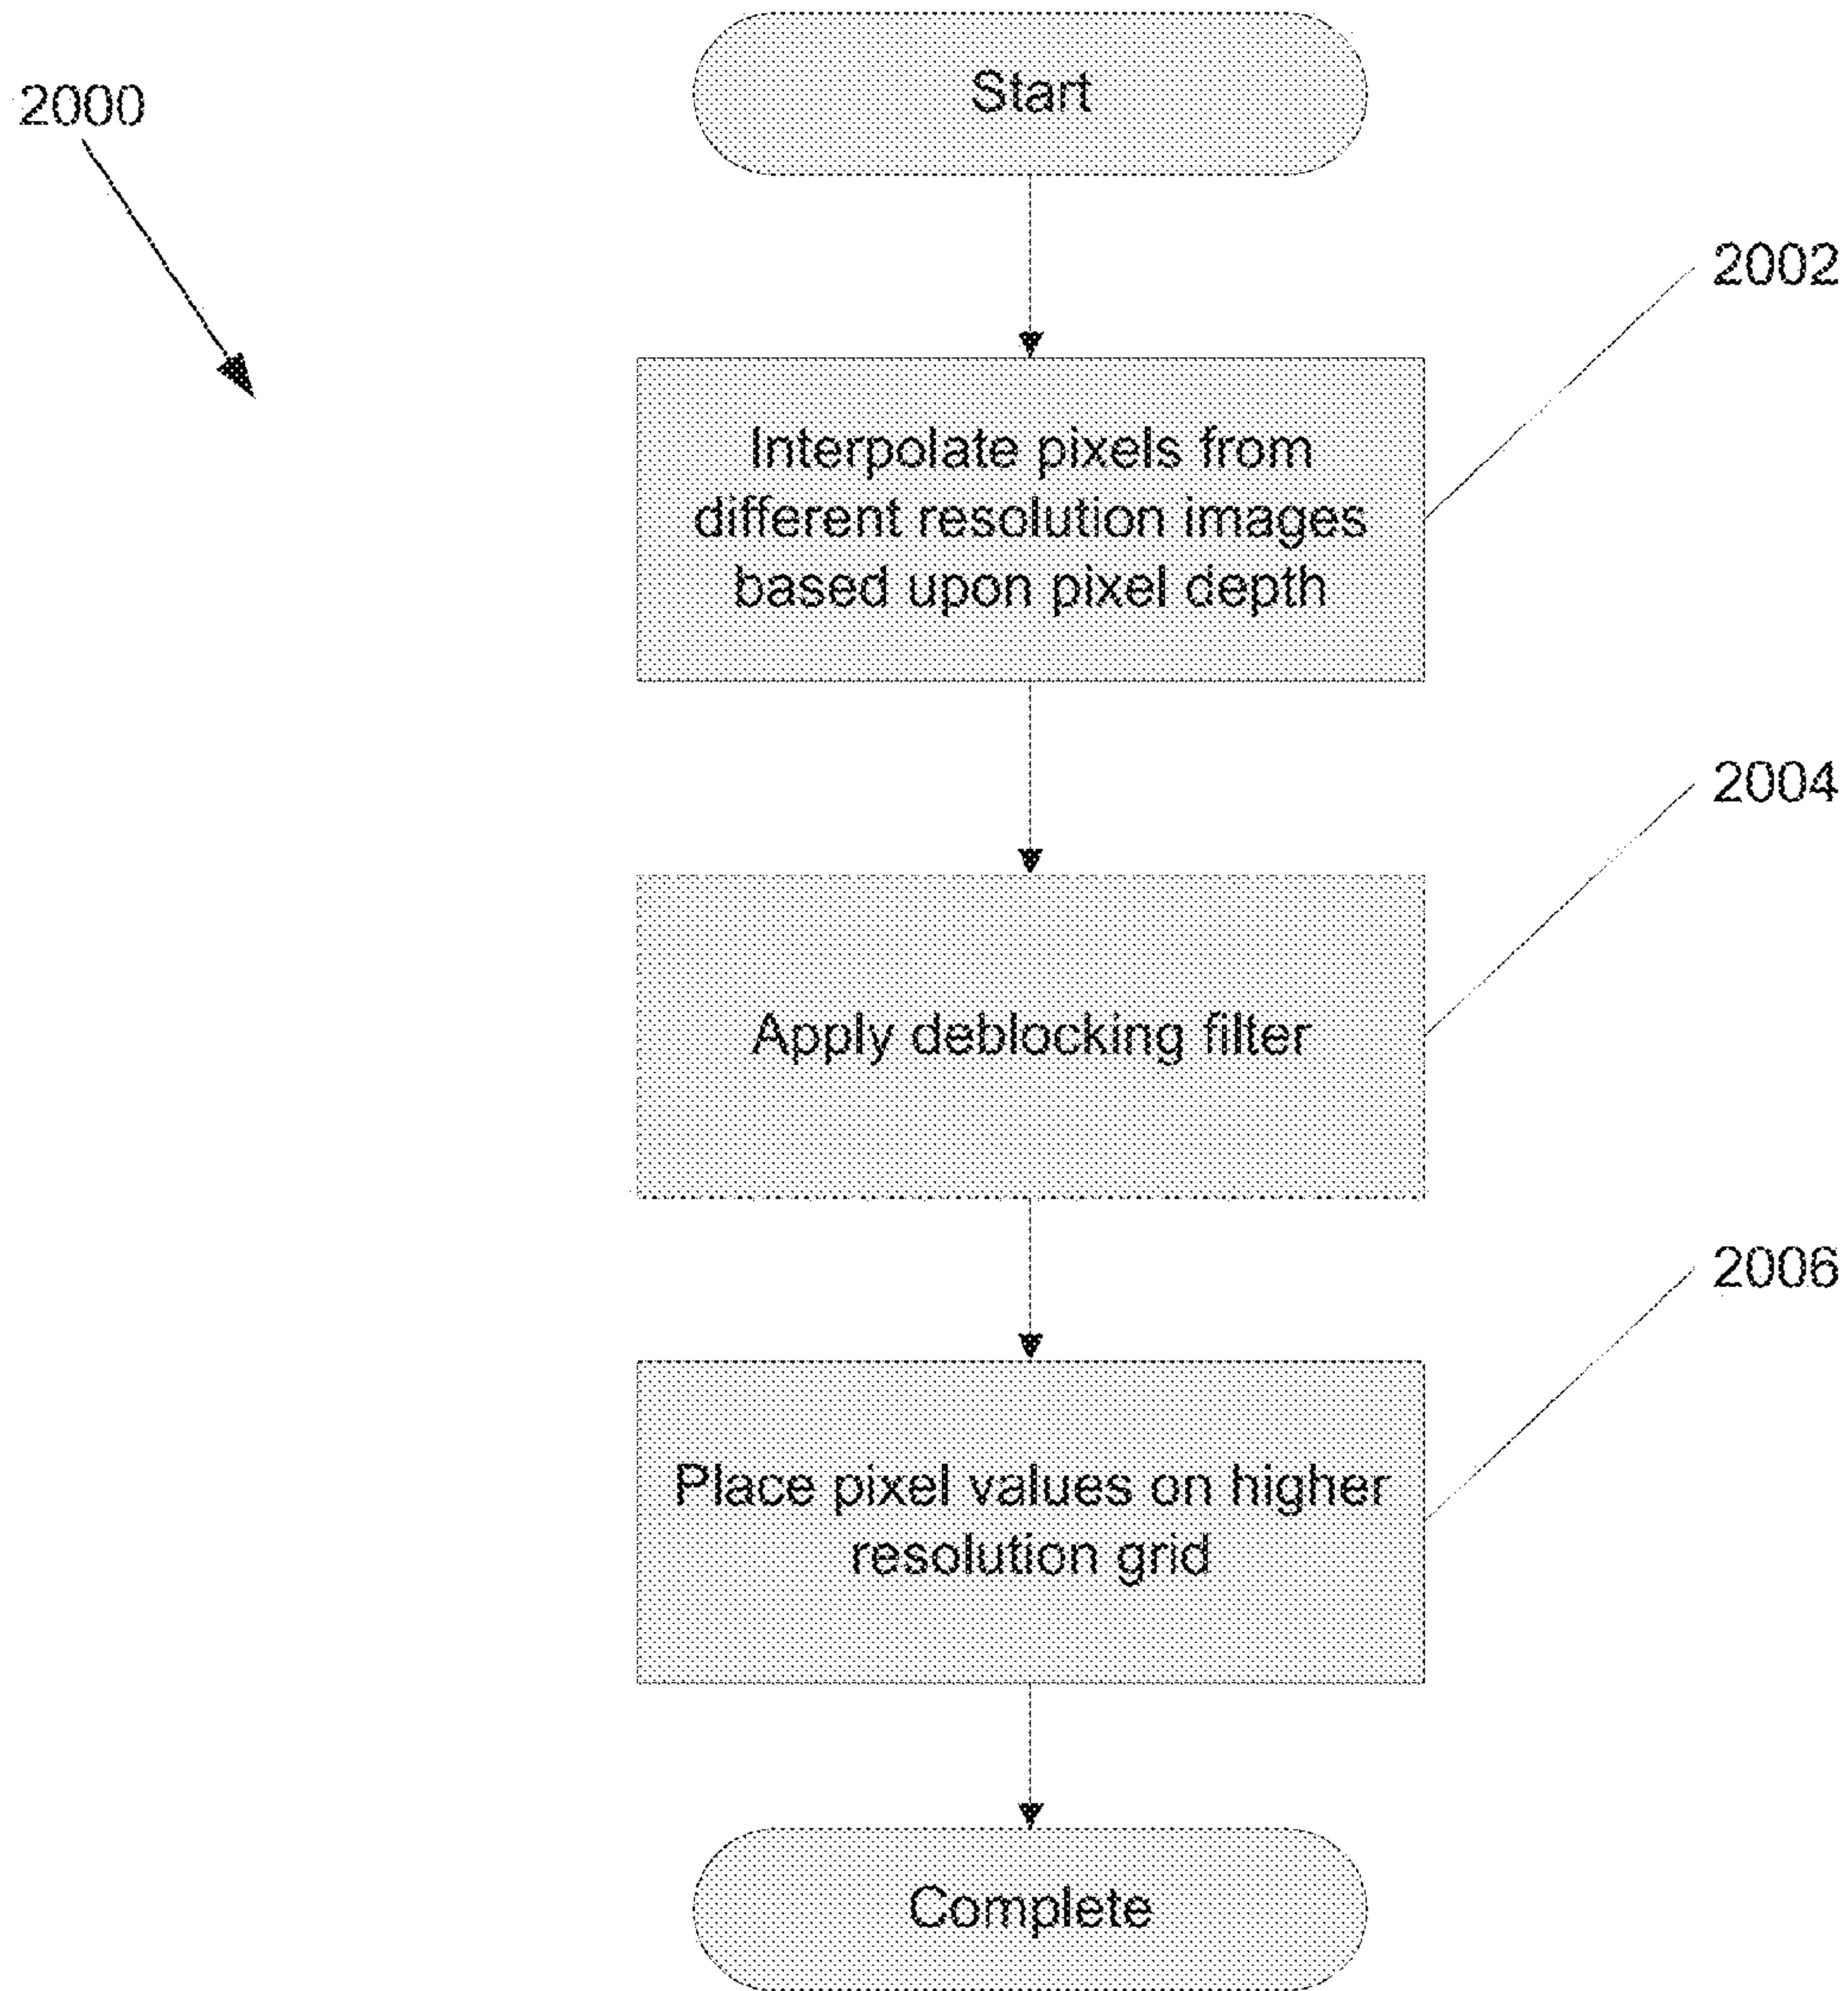 Start
2000
2002
Interpolate pixels from
different resolution images
based upon pixel depth
2004
Apply deblocking filter
2006
Place pixel values on higher
resolution grid
Complete